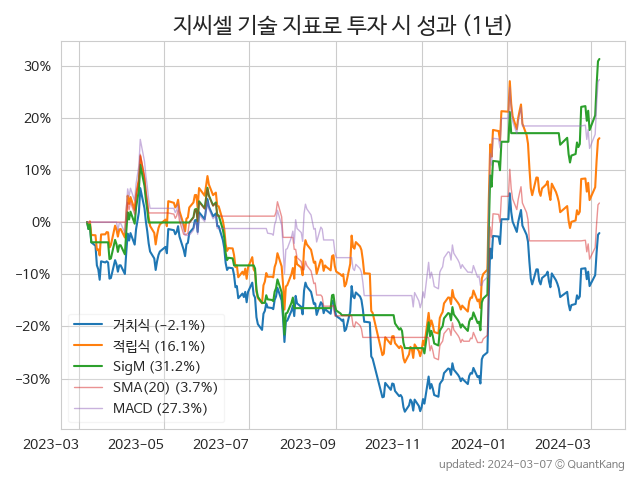 지씨셀 기술 지표로 투자 시 성과 (1년)
30%
20%
10%
0%
−10%
−20%
−30%
거치식 (−2.1%)
적립식 (16.1%)
SigM (31.2%)
SMA(20) (3.7%)
MACD (27.3%)
2023-03 2023-05 2023-07 2023-09 2023-11 2024-01 2024-03
updated: 2024-03-07 © QuantKang